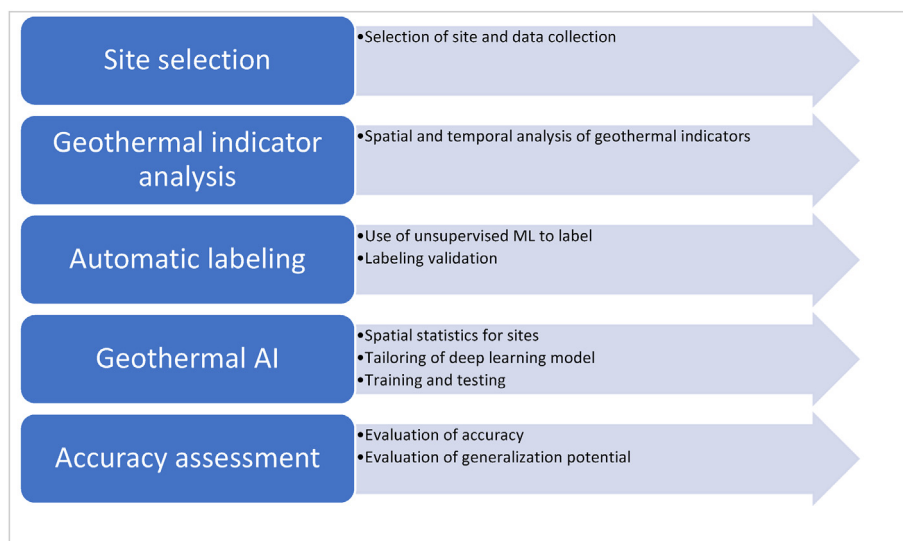 Site selection
•Selection of site and data collection
Geothermal indicator
analysis
•Spatial and temporal analysis of geothermal indicators
Automatic labeling
•Use of unsupervised ML to label
•Labeling validation
Geothermal AI
•Spatial statistics for sites
•Tailoring of deep learning model
•Training and testing
Accuracy assessment
•Evaluation of accuracy
•Evaluation of generalization potential